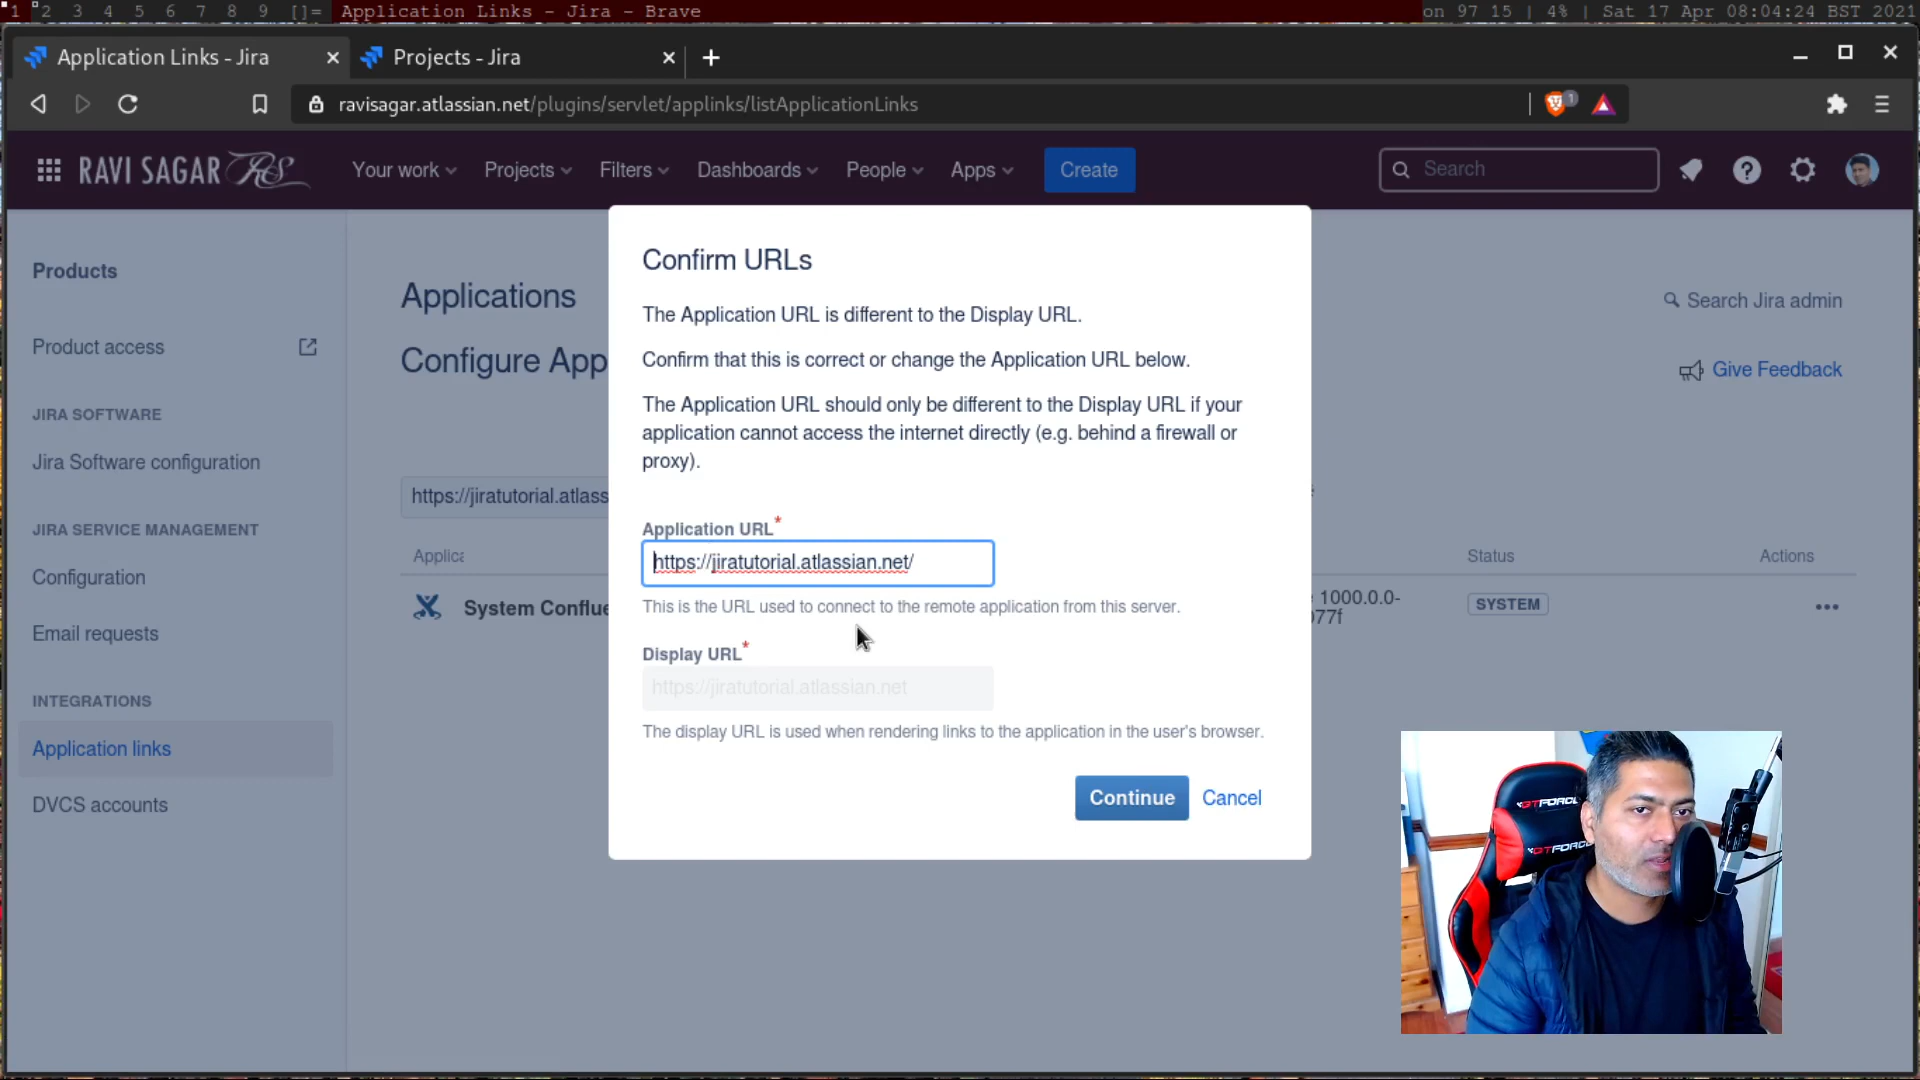 1 2 3 4 5 6 7 8 9 []= Application Links - Jira - Brave on 97 15 | 4% | Sat 17 Apr 08:04:24 BST 2021
Application Links - Jira
Projects - Jira
ravisagar.atlassian.net/plugins/servlet/applinks/listApplicationLinks
1
RAVI SAGAR RS
Your work
Projects
Filters
Dashboards
People
Apps
Create
Search
Products
Product access
JIRA SOFTWARE
Jira Software configuration
JIRA SERVICE MANAGEMENT
Configuration
Email requests
INTEGRATIONS
Application links
DVCS accounts
Applications
Search Jira admin
Configure App
Give Feedback
https://jiratutorial.atlass
Applica
Status
Actions
System Conflue
1000.0.0-
77f
SYSTEM
Confirm URLs
The Application URL is different to the Display URL.
Confirm that this is correct or change the Application URL below.
The Application URL should only be different to the Display URL if your
application cannot access the internet directly (e.g. behind a firewall or
proxy).
Application URL*
https://jiratutorial.atlassian.net/
This is the URL used to connect to the remote application from this server.
Display URL*
https://jiratutorial.atlassian.net
The display URL is used when rendering links to the application in the user's browser.
Continue
Cancel
GTFORCE
GTFORCE